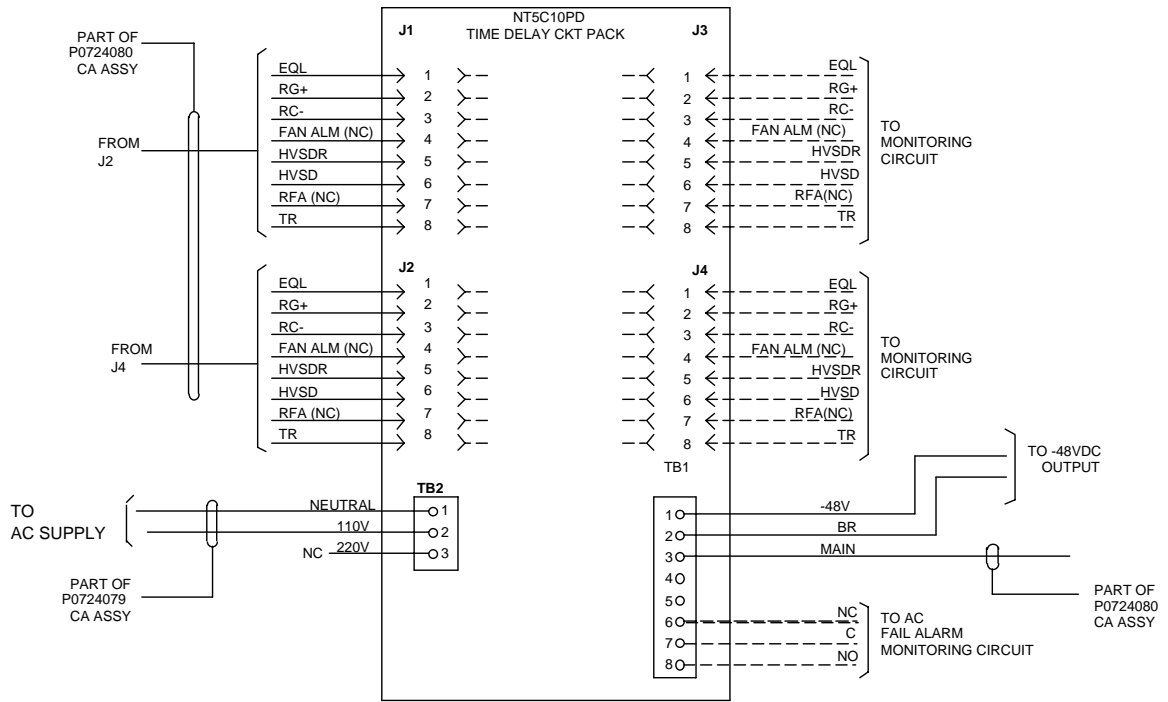 NT5C10PD
TIME DELAY CKT PACK
J1
J3
PART OF
P0724080
CA ASSY
FROM
J2
EQL 1
RG+ 2
RC- 3
FAN ALM (NC) 4
HVSDR 5
HVSD 6
RFA (NC) 7
TR 8
1 EQL
2 RG+
3 RC-
4 FAN ALM (NC)
5 HVSDR
6 HVSD
7 RFA(NC)
8 TR
TO
MONITORING
CIRCUIT
J2
J4
FROM
J4
EQL 1
RG+ 2
RC- 3
FAN ALM (NC) 4
HVSDR 5
HVSD 6
RFA (NC) 7
TR 8
1 EQL
2 RG+
3 RC-
4 FAN ALM (NC)
5 HVSDR
6 HVSD
7 RFA(NC)
8 TR
TO
MONITORING
CIRCUIT
TB2
TO
AC SUPPLY
NEUTRAL 1
110V 2
NC 220V 3
PART OF
P0724079
CA ASSY
TB1
1 -48V
2 BR
3 MAIN
4
5
6 NC
7 C
8 NO
TO -48VDC
OUTPUT
PART OF
P0724080
CA ASSY
TO AC
FAIL ALARM
MONITORING CIRCUIT